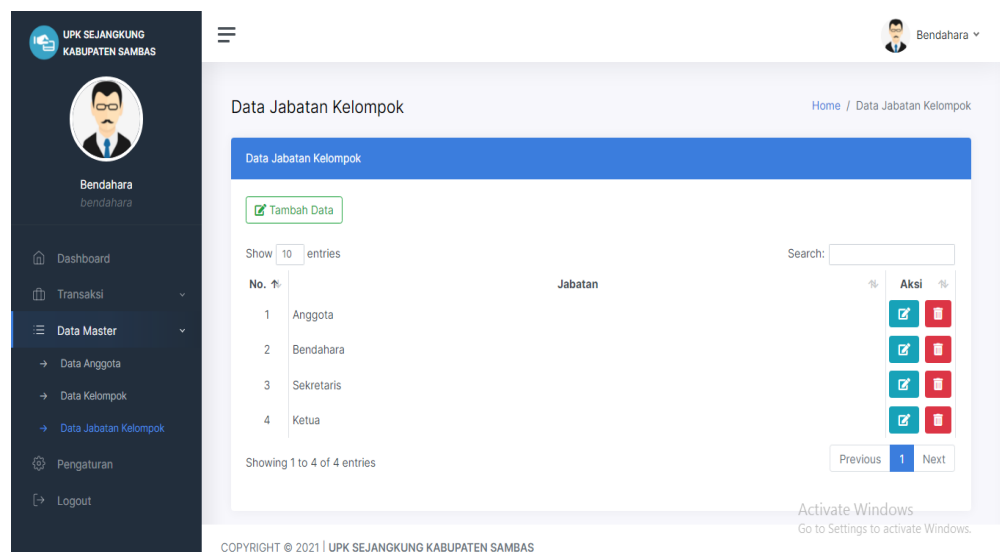 UPK SEJANGKUNG
KABUPATEN SAMBAS
Bendahara
Bendahara
bendahara
Dashboard
Transaksi
Data Master
Data Anggota
Data Kelompok
Data Jabatan Kelompok
Pengaturan
Logout
Data Jabatan Kelompok
Home / Data Jabatan Kelompok
Data Jabatan Kelompok
Tambah Data
Show 10 entries
Search:
No. Jabatan Aksi
1 Anggota
2 Bendahara
3 Sekretaris
4 Ketua
Showing 1 to 4 of 4 entries
Previous 1 Next
Activate Windows
Go to Settings to activate Windows.
COPYRIGHT © 2021 | UPK SEJANGKUNG KABUPATEN SAMBAS